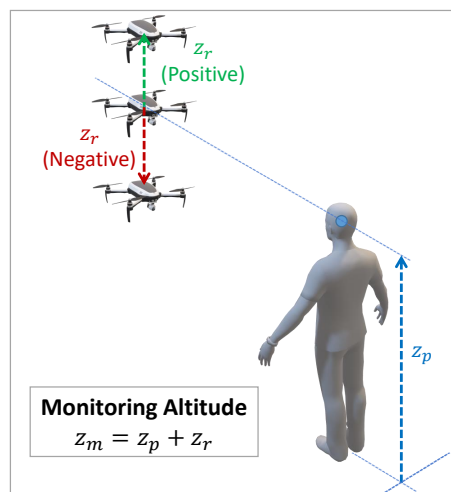 z_r
(Positive)
z_r
(Negative)
z_p
Monitoring Altitude
z_m = z_p + z_r